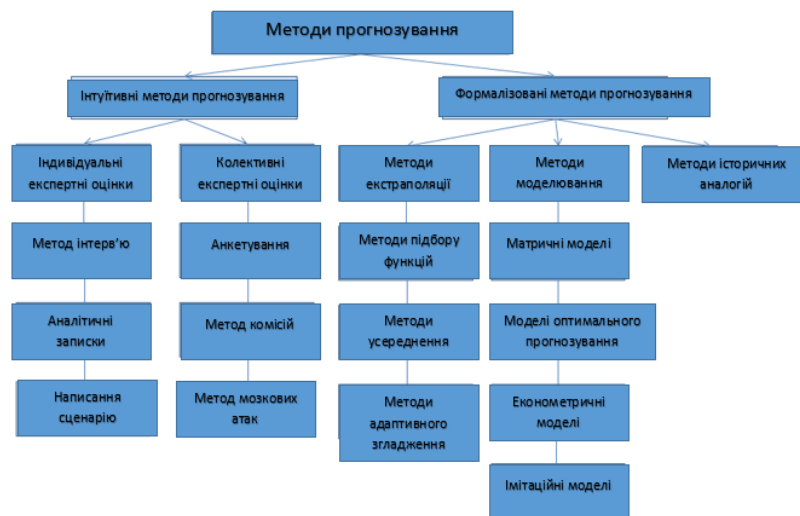 Методи прогнозування
Інтуїтивні методи прогнозування
Формалізовані методи прогнозування
Індивідуальні
експертні оцінки
Колективні
експертні оцінки
Методи
екстраполяції
Методи
моделювання
Методи історичних
аналогій
Метод інтерв'ю
Анкетування
Методи підбору
функцій
Матричні моделі
Аналітичні
записки
Метод комісій
Методи
усереднення
Моделі оптимального
прогнозування
Написання
сценарію
Метод мозкових
атак
Методи
адаптивного
згладження
Економетричні
моделі
Імітаційні моделі